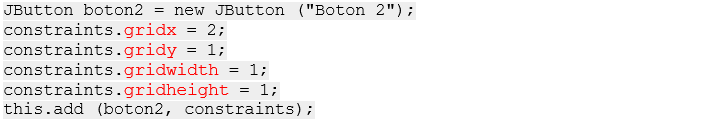 JButton boton2 = new JButton ("Boton 2");
constraints.gridx = 2;
constraints.gridy = 1;
constraints.gridwidth = 1;
constraints.gridheight = 1;
this.add (boton2, constraints);